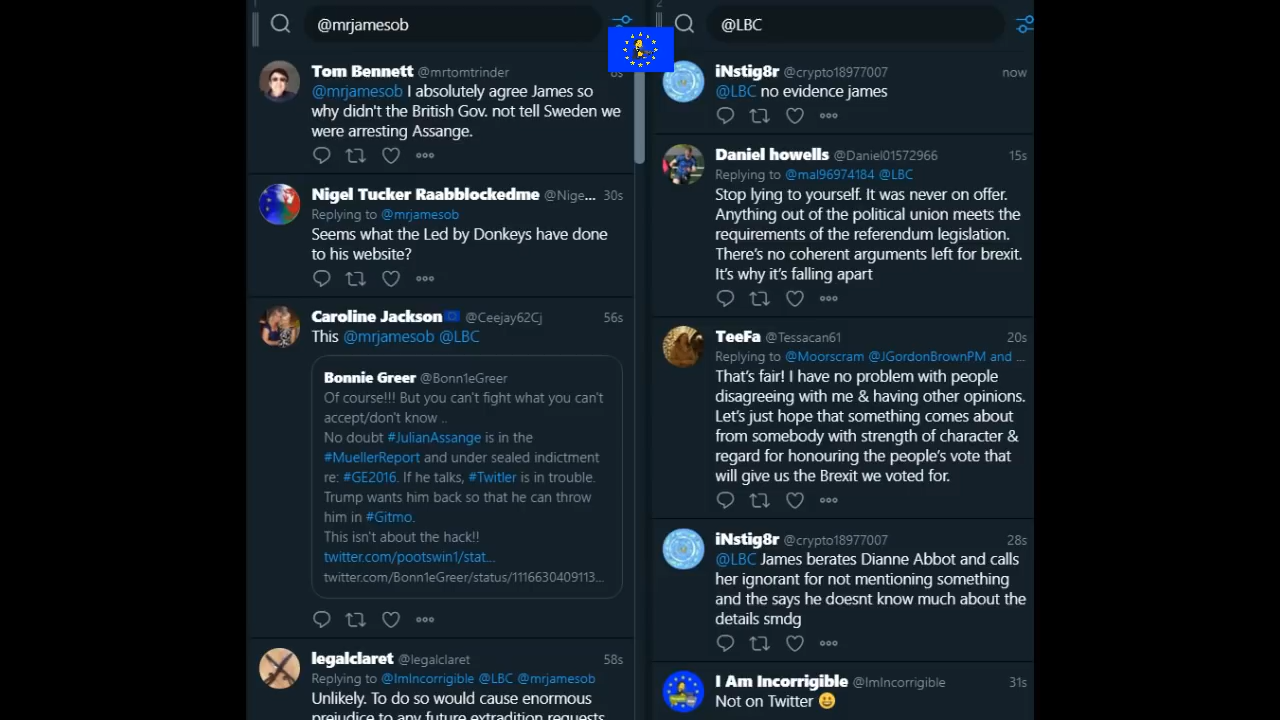 @mrjamesob
Tom Bennett @mrtomtrinder
@mrjamesob I absolutely agree James so
why didn't the British Gov. not tell Sweden we
were arresting Assange.
Nigel Tucker Raabblockedme @Nige... 30s
Replying to @mrjamesob
Seems what the Led by Donkeys have done
to his website?
Caroline Jackson @Ceejay62Cj 56s
This @mrjamesob @LBC
Bonnie Greer @Bonn1eGreer
Of course!!! But you can't fight what you can't
accept/don't know ..
No doubt #JulianAssange is in the
#MuellerReport and under sealed indictment
re: #GE2016. If he talks, #Twitler is in trouble.
Trump wants him back so that he can throw
him in #Gitmo.
This isn't about the hack!!
twitter.com/pootswin1/stat...
twitter.com/Bonn1eGreer/status/1116630409113...
legalclaret @legalclaret 58s
Replying to @ImIncorrigible @LBC @mrjamesob
Unlikely. To do so would cause enormous
prejudice to any future extradition requests
2
@LBC
iNstig8r @crypto18977007 now
@LBC no evidence james
Daniel howells @Daniel01572966 15s
Replying to @mal96974184 @LBC
Stop lying to yourself. It was never on offer.
Anything out of the political union meets the
requirements of the referendum legislation.
There's no coherent arguments left for brexit.
It's why it's falling apart
TeeFa @Tessacan61 20s
Replying to @Moorscram @JGordonBrownPM and ...
That's fair! I have no problem with people
disagreeing with me & having other opinions.
Let's just hope that something comes about
from somebody with strength of character &
regard for honouring the people's vote that
will give us the Brexit we voted for.
iNstig8r @crypto18977007 28s
@LBC James berates Dianne Abbot and calls
her ignorant for not mentioning something
and the says he doesnt know much about the
details smdg
I Am Incorrigible @ImIncorrigible 31s
Not on Twitter 😀